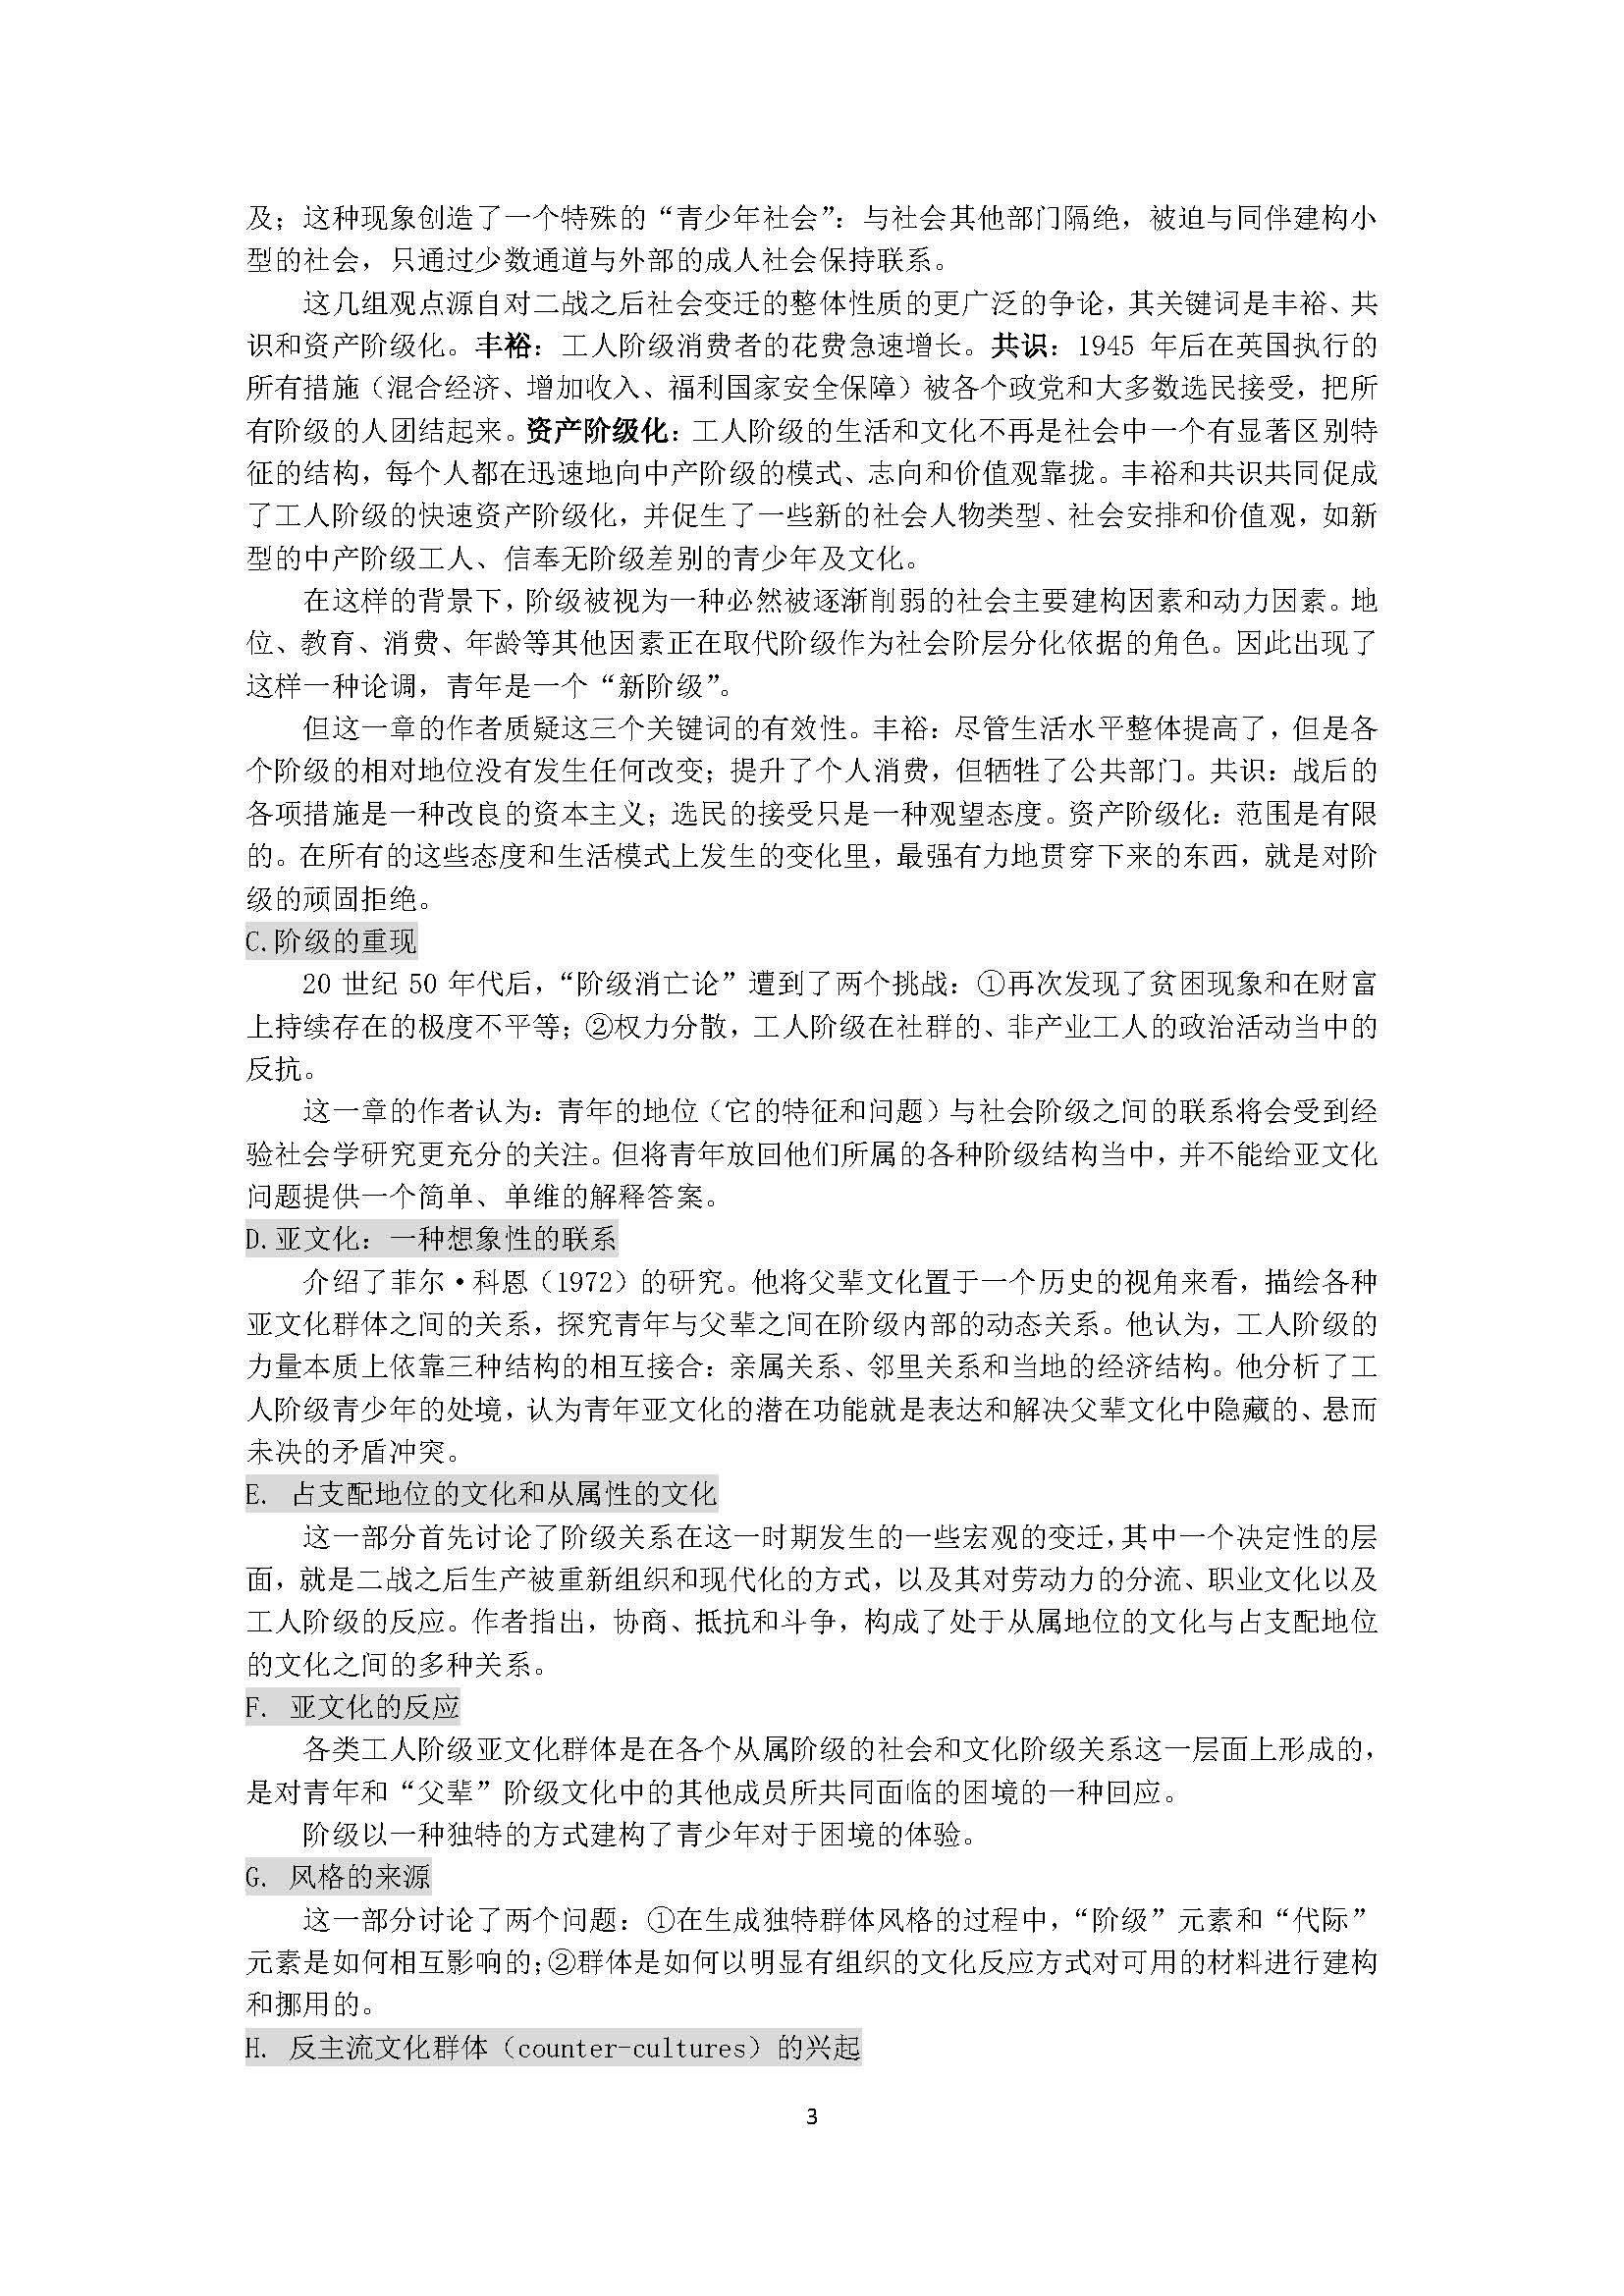 及；这种现象创造了一个特殊的“青少年社会”：与社会其他部门隔绝，被迫与同伴建构小
型的社会，只通过少数通道与外部的成人社会保持联系。
这几组观点源自对二战之后社会变迁的整体性质的更广泛的争论，其关键词是丰裕、共
识和资产阶级化。丰裕：工人阶级消费者的花费急速增长。共识：1945 年后在英国执行的
所有措施（混合经济、增加收入、福利国家安全保障）被各个政党和大多数选民接受，把所
有阶级的人团结起来。资产阶级化：工人阶级的生活和文化不再是社会中一个有显著区别特
征的结构，每个人都在迅速地向中产阶级的模式、志向和价值观靠拢。丰裕和共识共同促成
了工人阶级的快速资产阶级化，并促生了一些新的社会人物类型、社会安排和价值观，如新
型的中产阶级工人、信奉无阶级差别的青少年及文化。
在这样的背景下，阶级被视为一种必然被逐渐削弱的社会主要建构因素和动力因素。地
位、教育、消费、年龄等其他因素正在取代阶级作为社会阶层分化依据的角色。因此出现了
这样一种论调，青年是一个“新阶级”。
但这一章的作者质疑这三个关键词的有效性。丰裕：尽管生活水平整体提高了，但是各
个阶级的相对地位没有发生任何改变；提升了个人消费，但牺牲了公共部门。共识：战后的
各项措施是一种改良的资本主义；选民的接受只是一种观望态度。资产阶级化：范围是有限
的。在所有的这些态度和生活模式上发生的变化里，最强有力地贯穿下来的东西，就是对阶
级的顽固拒绝。
C.阶级的重现
20 世纪 50 年代后，“阶级消亡论”遭到了两个挑战：①再次发现了贫困现象和在财富
上持续存在的极度不平等；②权力分散，工人阶级在社群的、非产业工人的政治活动当中的
反抗。
这一章的作者认为：青年的地位（它的特征和问题）与社会阶级之间的联系将会受到经
验社会学研究更充分的关注。但将青年放回他们所属的各种阶级结构当中，并不能给亚文化
问题提供一个简单、单维的解释答案。
D.亚文化：一种想象性的联系
介绍了菲尔•科恩（1972）的研究。他将父辈文化置于一个历史的视角来看，描绘各种
亚文化群体之间的关系，探究青年与父辈之间在阶级内部的动态关系。他认为，工人阶级的
力量本质上依靠三种结构的相互接合：亲属关系、邻里关系和当地的经济结构。他分析了工
人阶级青少年的处境，认为青年亚文化的潜在功能就是表达和解决父辈文化中隐藏的、悬而
未决的矛盾冲突。
E. 占支配地位的文化和从属性的文化
这一部分首先讨论了阶级关系在这一时期发生的一些宏观的变迁，其中一个决定性的层
面，就是二战之后生产被重新组织和现代化的方式，以及其对劳动力的分流、职业文化以及
工人阶级的反应。作者指出，协商、抵抗和斗争，构成了处于从属地位的文化与占支配地位
的文化之间的多种关系。
F. 亚文化的反应
各类工人阶级亚文化群体是在各个从属阶级的社会和文化阶级关系这一层面上形成的，
是对青年和“父辈”阶级文化中的其他成员所共同面临的困境的一种回应。
阶级以一种独特的方式建构了青少年对于困境的体验。
G. 风格的来源
这一部分讨论了两个问题：①在生成独特群体风格的过程中，“阶级”元素和“代际”
元素是如何相互影响的；②群体是如何以明显有组织的文化反应方式对可用的材料进行建构
和挪用的。
H. 反主流文化群体（counter-cultures）的兴起
3